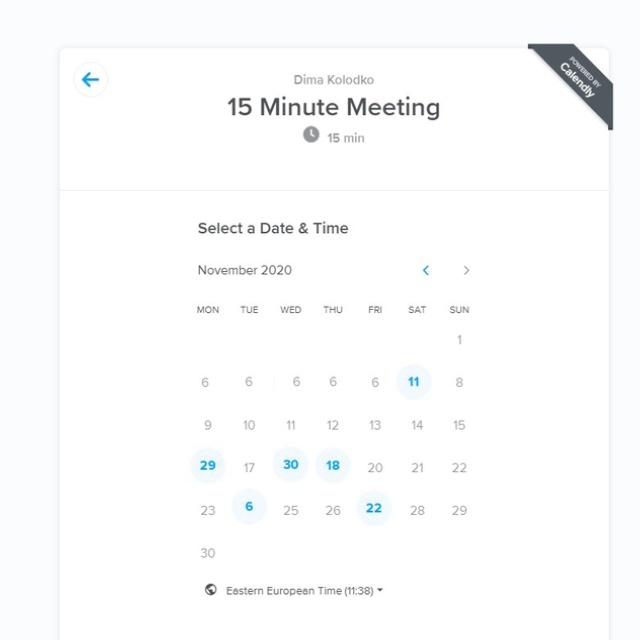 Dima Kolodko
POWERED BY
Calendly
15 Minute Meeting
15 min
Select a Date & Time
November 2020
MON TUE WED THU FRI SAT SUN
1
6 6 6 6 6 11 8
9 10 11 12 13 14 15
29 17 30 18 20 21 22
23 6 25 26 22 28 29
30
Eastern European Time (11:38)